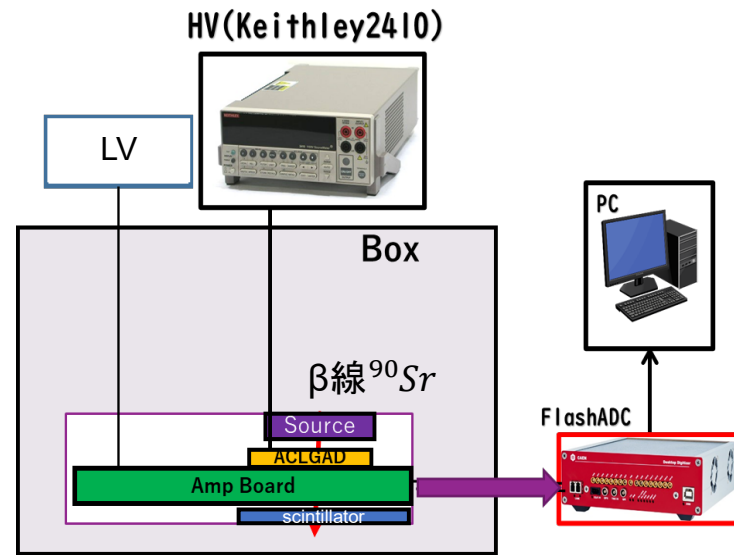 HV(Keithley2410)
LV
PC
Box
β線⁹⁰Sr
FlashADC
Source
ACLGAD
Amp Board
scintillator